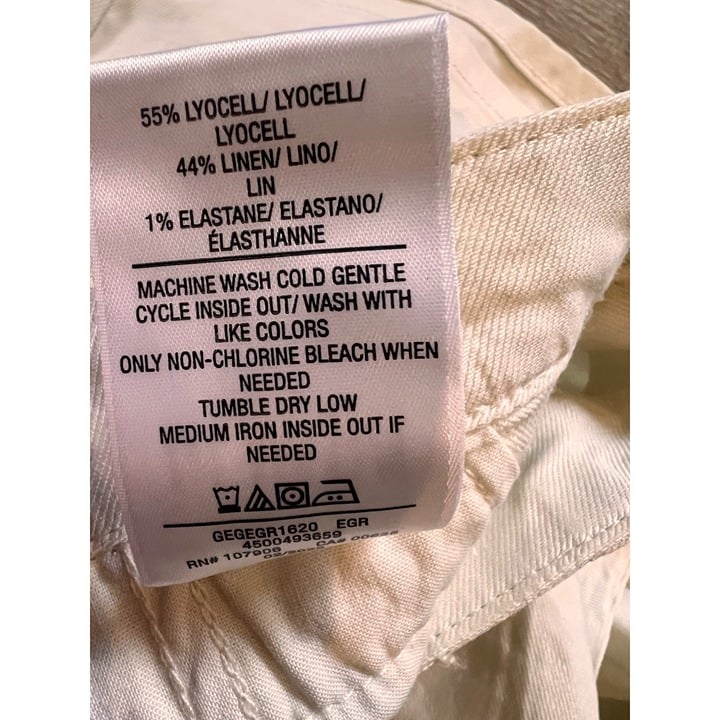 55% LYOCELL/ LYOCELL/
LYOCELL
44% LINEN/ LINO/
LIN
1% ELASTANE/ ELASTANO/
ÉLASTHANNE
MACHINE WASH COLD GENTLE
CYCLE INSIDE OUT/ WASH WITH
LIKE COLORS
ONLY NON-CHLORINE BLEACH WHEN
NEEDED
TUMBLE DRY LOW
MEDIUM IRON INSIDE OUT IF
NEEDED
GEGEGR1620 EGR
4500493659
RN# 107906 CA#